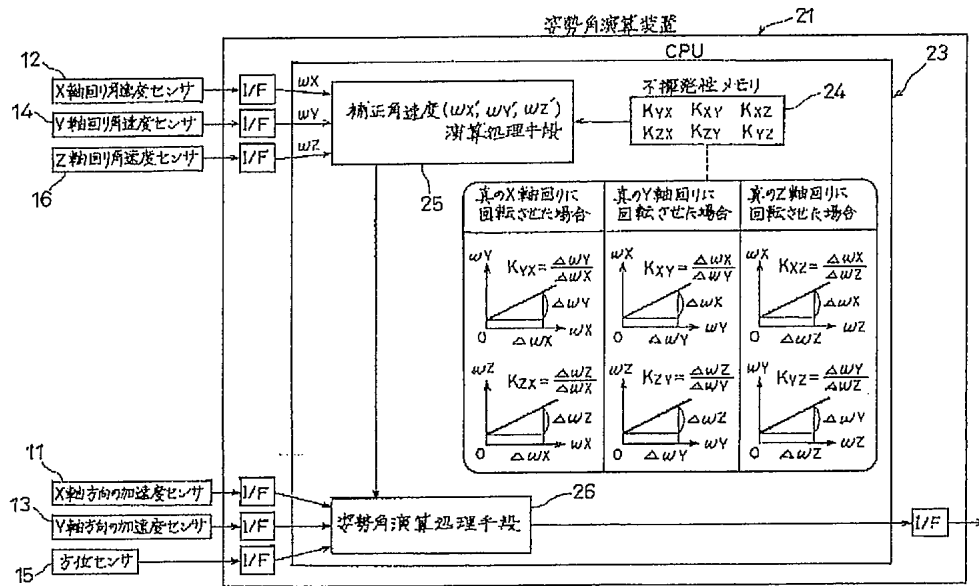 姿勢角演算装置
21
CPU
23
12
X軸回り角速度センサ
I/F
ωX
14
Y軸回り角速度センサ
I/F
ωY
Z軸回り角速度センサ
I/F
ωZ
16
補正角速度(ωX′, ωY′, ωZ′)
演算処理手段
25
不揮発性メモリ
24
KYX KXY KXZ
KZX KZY KYZ
真のX軸回りに
回転させた場合
真のY軸回りに
回転させた場合
真のZ軸回りに
回転させた場合
ωY
KYX=ΔωY/ΔωX
ΔωY
O
ωX
ΔωX
ωX
KXY=ΔωX/ΔωY
ΔωX
O
ωY
ΔωY
ωX
KXZ=ΔωX/ΔωZ
ΔωX
O
ωZ
ΔωZ
ωZ
KZX=ΔωZ/ΔωX
ΔωZ
O
ωX
ΔωX
ωZ
KZY=ΔωZ/ΔωY
ΔωZ
O
ωY
ΔωY
ωY
KYZ=ΔωY/ΔωZ
ΔωY
O
ωZ
ΔωZ
11
X軸方向の加速度センサ
I/F
13
Y軸方向の加速度センサ
I/F
15
方位センサ
I/F
姿勢角演算処理手段
26
I/F